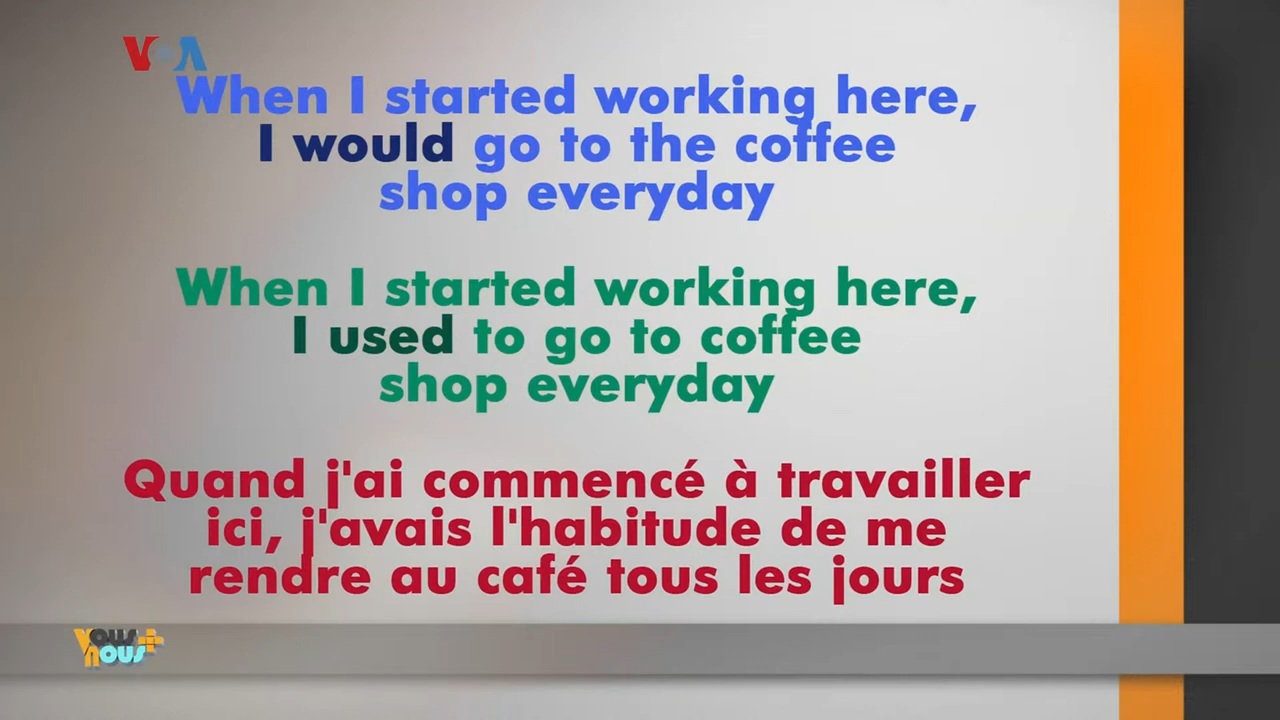 VOA
When I started working here,
I would go to the coffee
shop everyday
When I started working here,
I used to go to coffee
shop everyday
Quand j'ai commencé à travailler
ici, j'avais l'habitude de me
rendre au café tous les jours
VOUS
nous